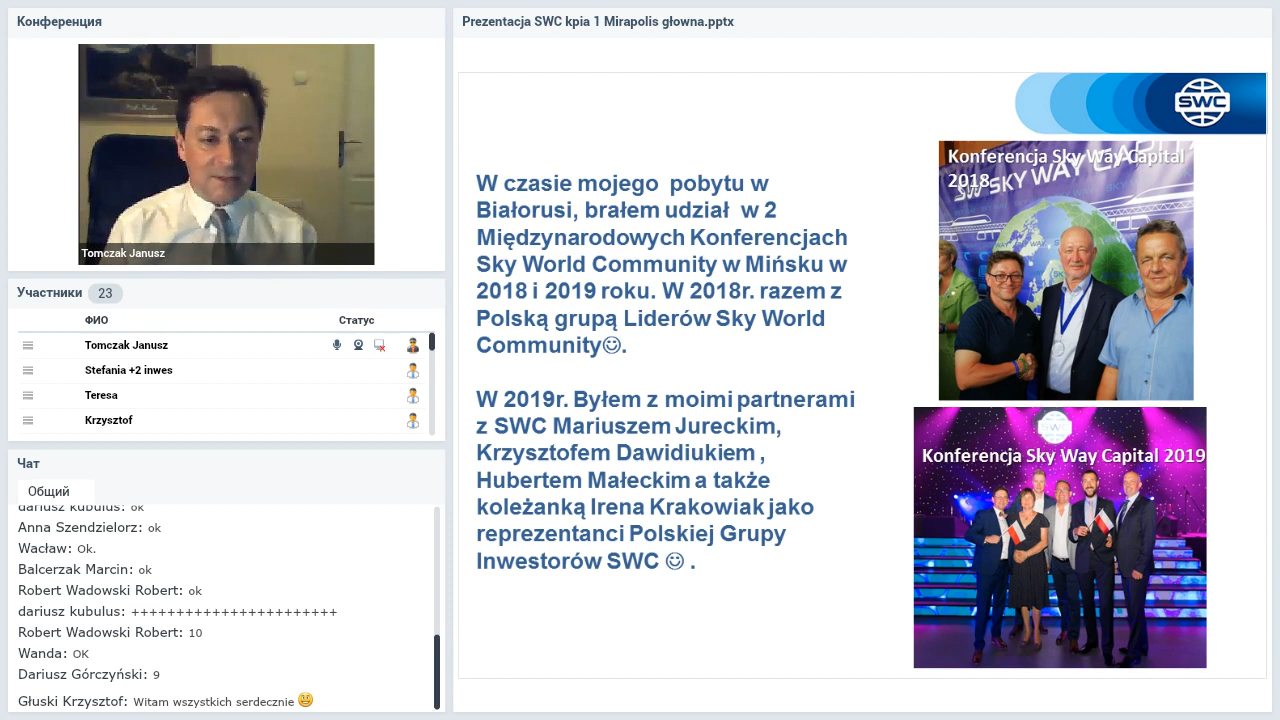 Конференция
Tomczak Janusz
Участники 23
ФИО Статус
Tomczak Janusz
Stefania +2 inwes
Teresa
Krzysztof
Чат
Общий
dariusz kubulus: ok
Anna Szendzielorz: ok
Wacław: Ok.
Balcerzak Marcin: ok
Robert Wadowski Robert: ok
dariusz kubulus: +++++++++++++++++++++++
Robert Wadowski Robert: 10
Wanda: OK
Dariusz Górczyński: 9
Głuski Krzysztof: Witam wszystkich serdecznie
Prezentacja SWC kpia 1 Mirapolis głowna.pptx
SWC
W czasie mojego pobytu w
Białorusi, brałem udział w 2
Międzynarodowych Konferencjach
Sky World Community w Mińsku w
2018 i 2019 roku. W 2018r. razem z
Polską grupą Liderów Sky World
Community☺.
W 2019r. Byłem z moimi partnerami
z SWC Mariuszem Jureckim,
Krzysztofem Dawidiukiem ,
Hubertem Małeckim a także
koleżanką Irena Krakowiak jako
reprezentanci Polskiej Grupy
Inwestorów SWC ☺ .
Konferencja Sky Way Capital
2018
SKY WAY CAPITAL
Konferencja Sky Way Capital 2019